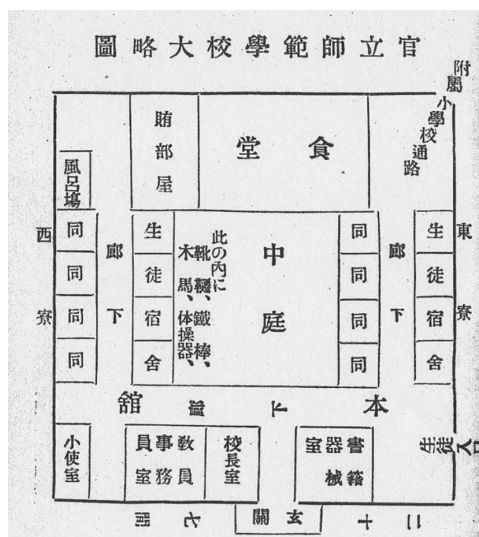 官立師範學校大略圖
附屬小學校通路
食堂
賄部屋
風呂塲
東寮
生徒宿舍
廊下
同
同
同
同
中庭
此の內に
鞦韆、鐵棒、
木馬、体操器、
生徒宿舍
廊下
同
同
同
同
西寮
本館
廊下
生徒入口
書籍
器械
室
校長室
教員
事務
員室
小使室
玄關
二十七間